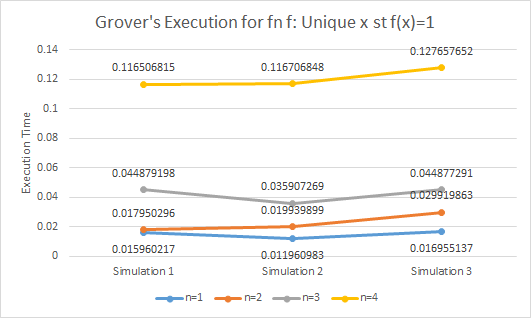 Grover's Execution for fn f: Unique x st f(x)=1
0.14
0.12
0.1
0.08
0.06
0.04
0.02
0
Execution Time
0.116506815
0.116706848
0.127657652
0.044879198
0.035907269
0.044877291
0.017950296
0.019939899
0.029919863
0.015960217
0.011960983
0.016955137
Simulation 1
Simulation 2
Simulation 3
n=1
n=2
n=3
n=4